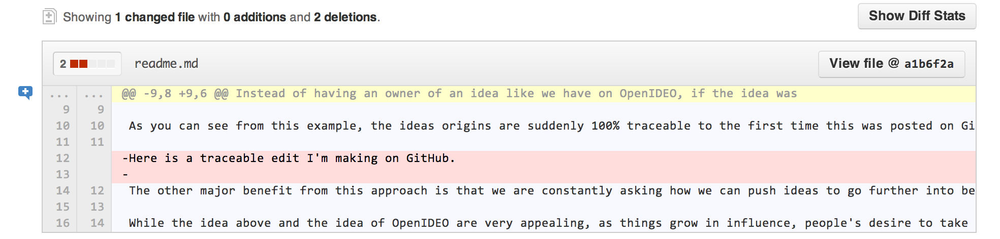 Showing 1 changed file with 0 additions and 2 deletions.
Show Diff Stats
2 readme.md
View file @ a1b6f2a
... ... @@ -9,8 +9,6 @@ Instead of having an owner of an idea like we have on OpenIDEO, if the idea was
9 9
10 10 As you can see from this example, the ideas origins are suddenly 100% traceable to the first time this was posted on Gi
11 11
12 -Here is a traceable edit I'm making on GitHub.
13 -
14 12 The other major benefit from this approach is that we are constantly asking how we can push ideas to go further into be
15 13
16 14 While the idea above and the idea of OpenIDEO are very appealing, as things grow in influence, people's desire to take